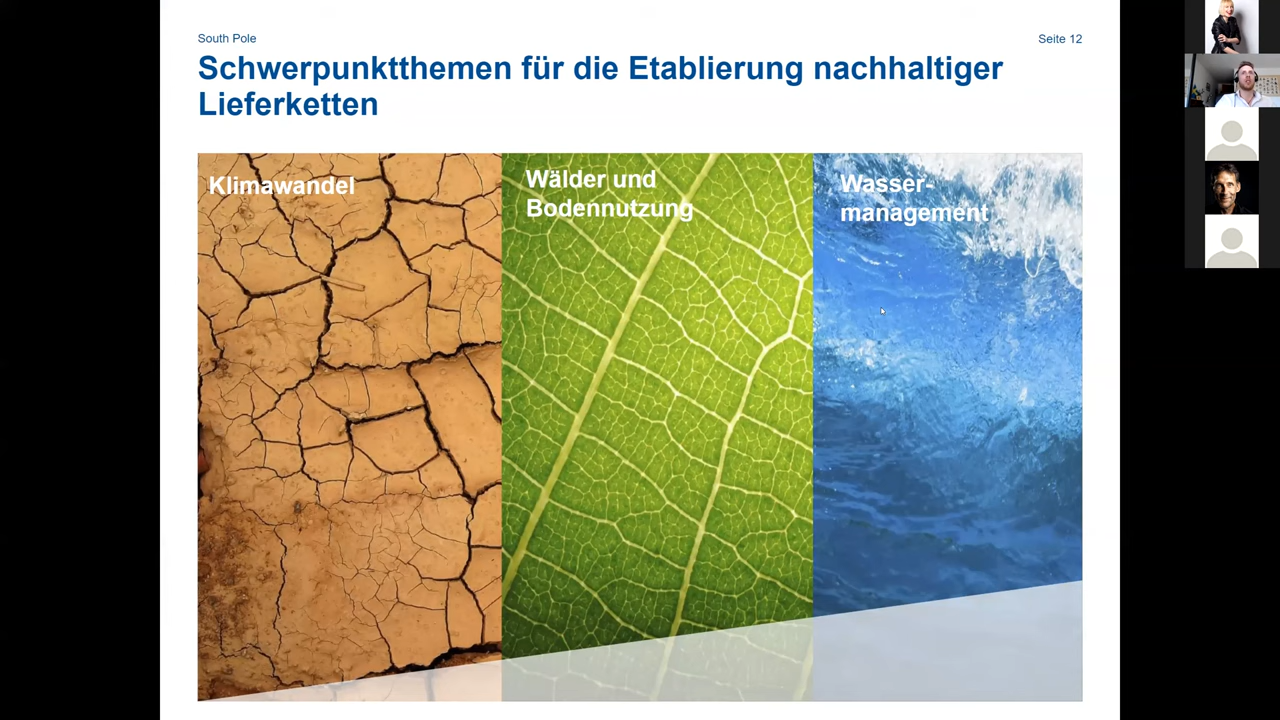 South Pole
Seite 12
Schwerpunktthemen für die Etablierung nachhaltiger
Lieferketten
Klimawandel
Wälder und
Bodennutzung
Wasser-
management